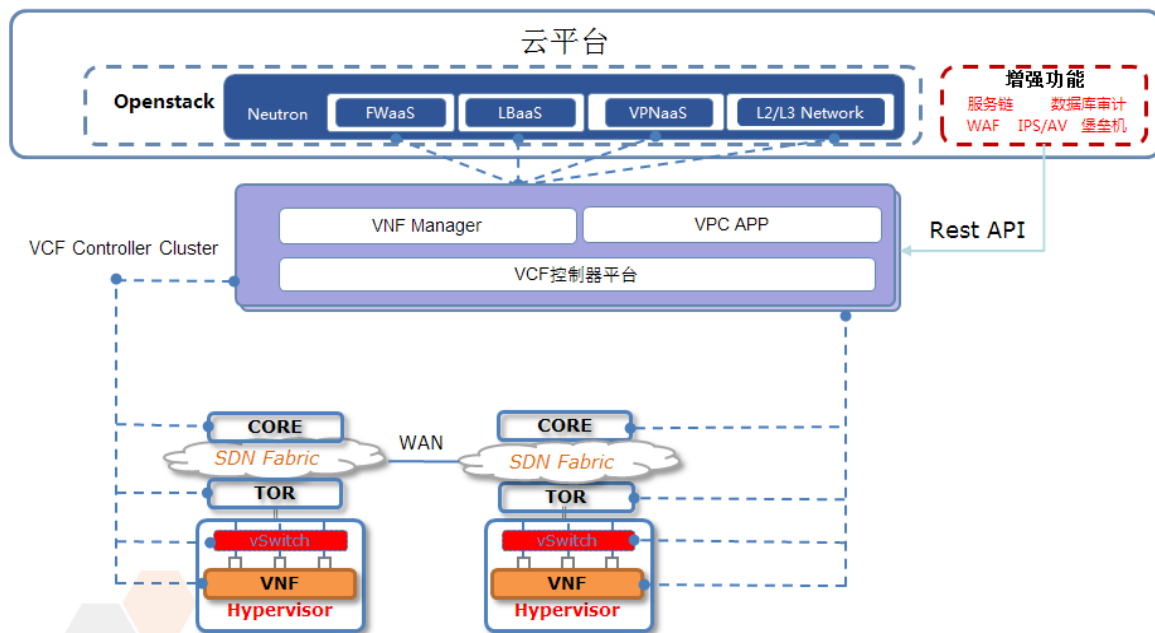 云平台
Openstack
Neutron
FWaaS
LBaaS
VPNaaS
L2/L3 Network
增强功能
服务链 数据库审计
WAF IPS/AV 堡垒机
VNF Manager
VPC APP
VCF控制器平台
VCF Controller Cluster
Rest API
CORE
SDN Fabric
TOR
vSwitch
VNF
Hypervisor
WAN
CORE
SDN Fabric
TOR
vSwitch
VNF
Hypervisor